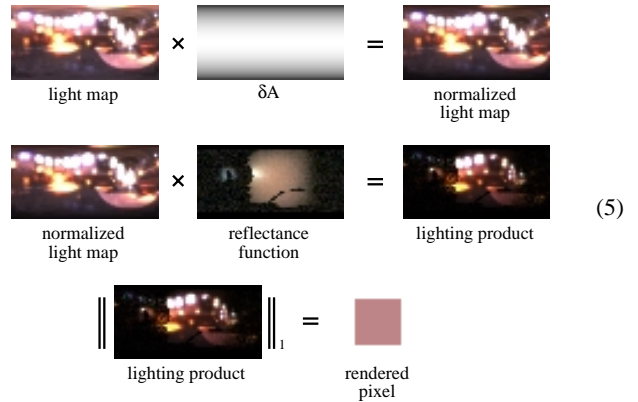 × =
light map δA normalized
light map
× =
normalized reflectance lighting product (5)
light map function
‖ ‖1 =
lighting product rendered
pixel